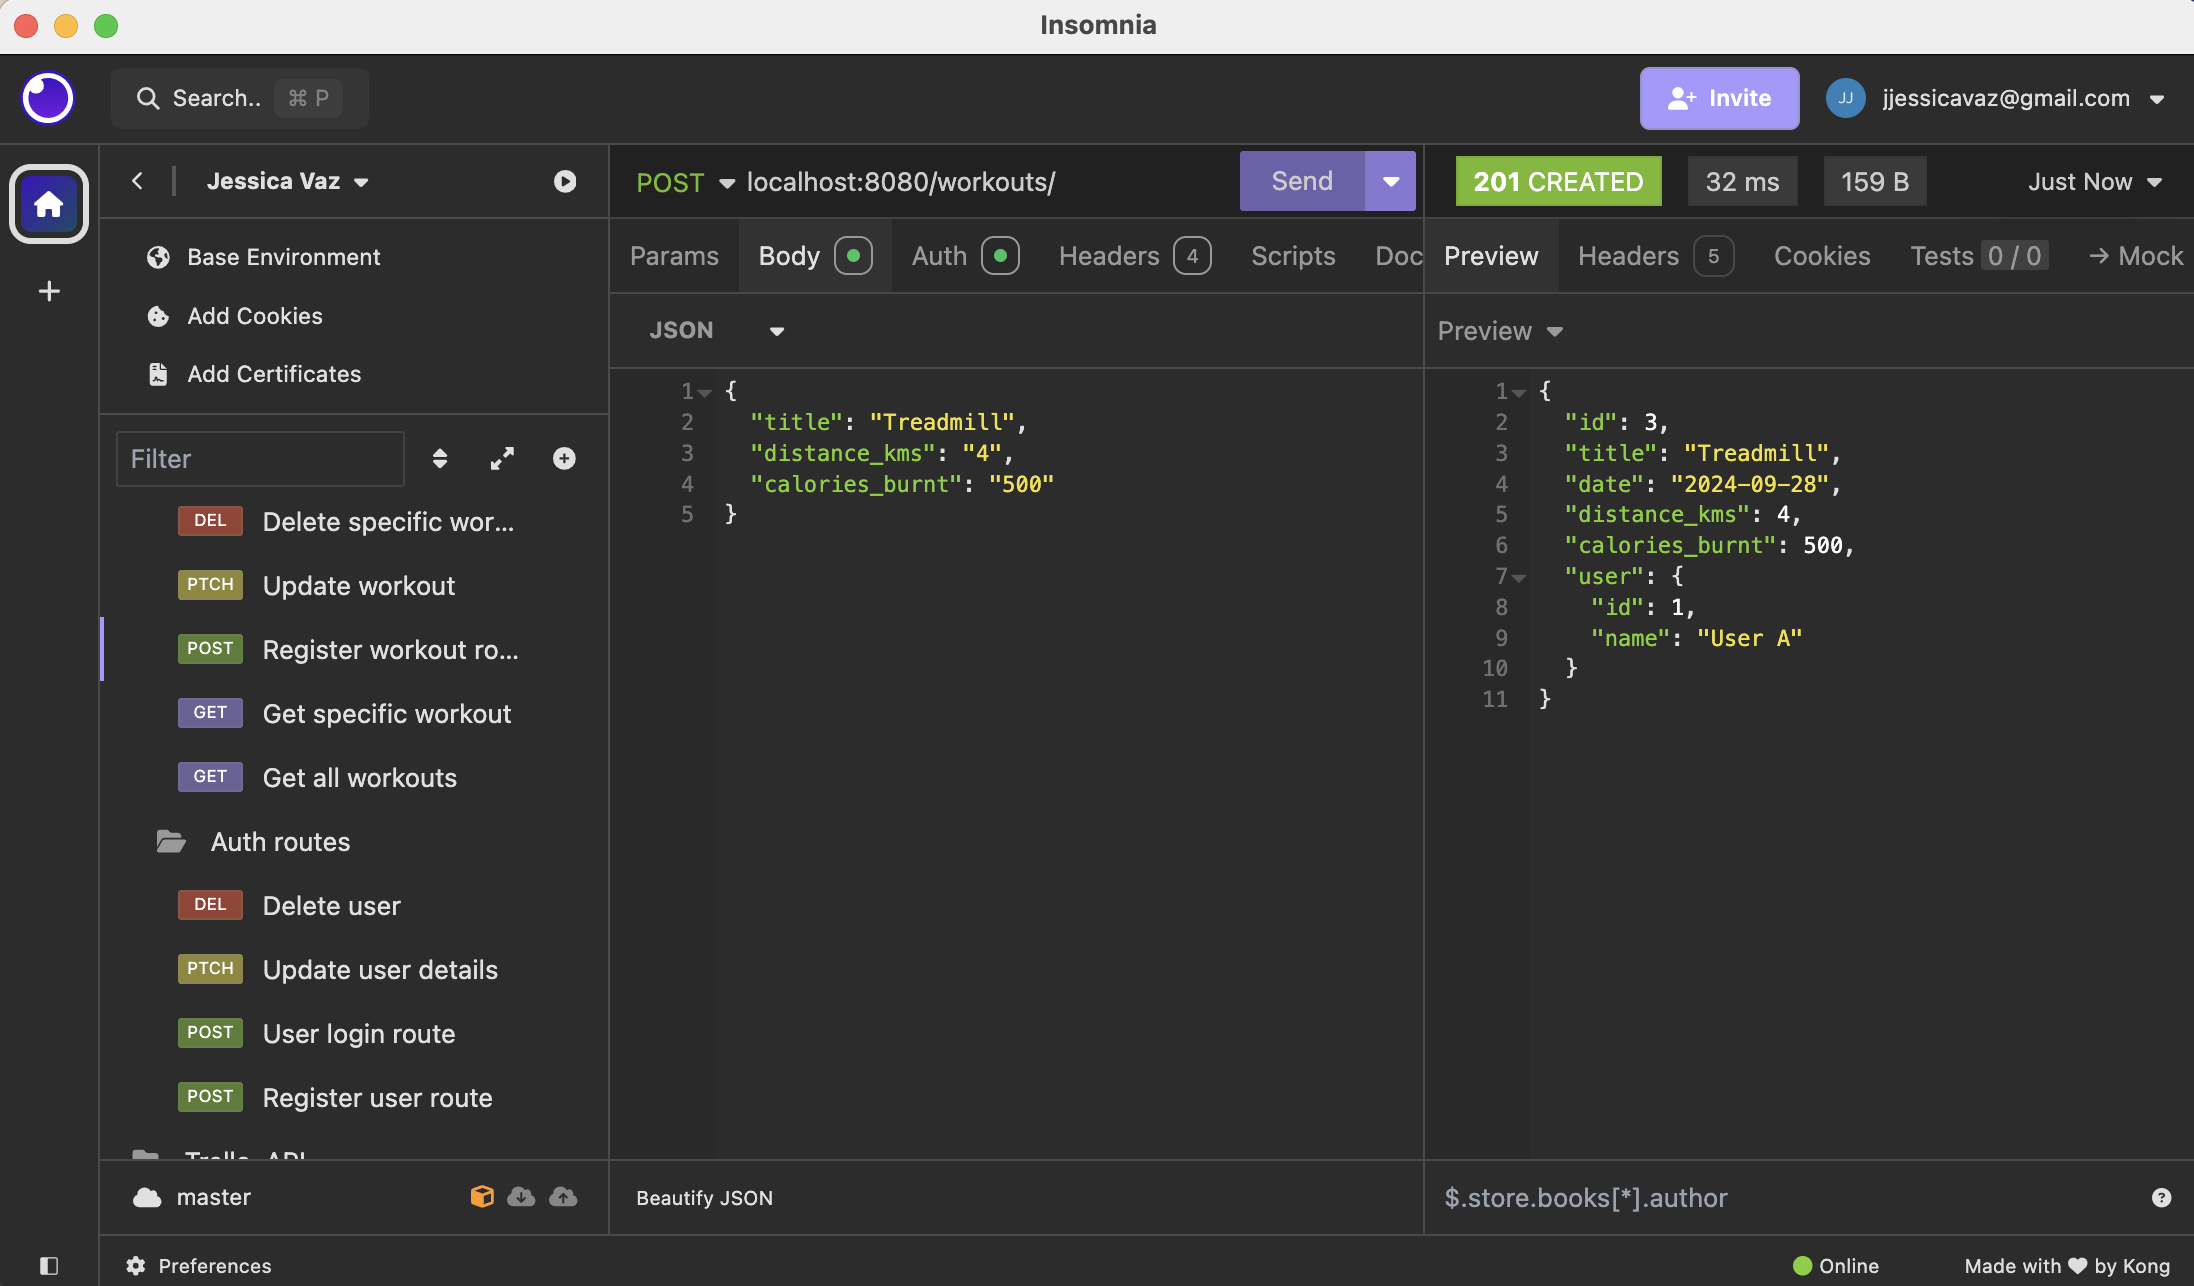 Insomnia
Search.. ⌘ P
Invite
JJ jjessicavaz@gmail.com
Jessica Vaz
Base Environment
Add Cookies
Add Certificates
Filter
DEL Delete specific wor...
PTCH Update workout
POST Register workout ro...
GET Get specific workout
GET Get all workouts
Auth routes
DEL Delete user
PTCH Update user details
POST User login route
POST Register user route
master
Preferences
POST localhost:8080/workouts/ Send
Params Body Auth Headers 4 Scripts Doc
JSON
1 {
2 "title": "Treadmill",
3 "distance_kms": "4",
4 "calories_burnt": "500"
5 }
Beautify JSON
201 CREATED 32 ms 159 B Just Now
Preview Headers 5 Cookies Tests 0 / 0 → Mock
Preview
1 {
2 "id": 3,
3 "title": "Treadmill",
4 "date": "2024-09-28",
5 "distance_kms": 4,
6 "calories_burnt": 500,
7 "user": {
8 "id": 1,
9 "name": "User A"
10 }
11 }
$.store.books[*].author ?
Online Made with ♥ by Kong